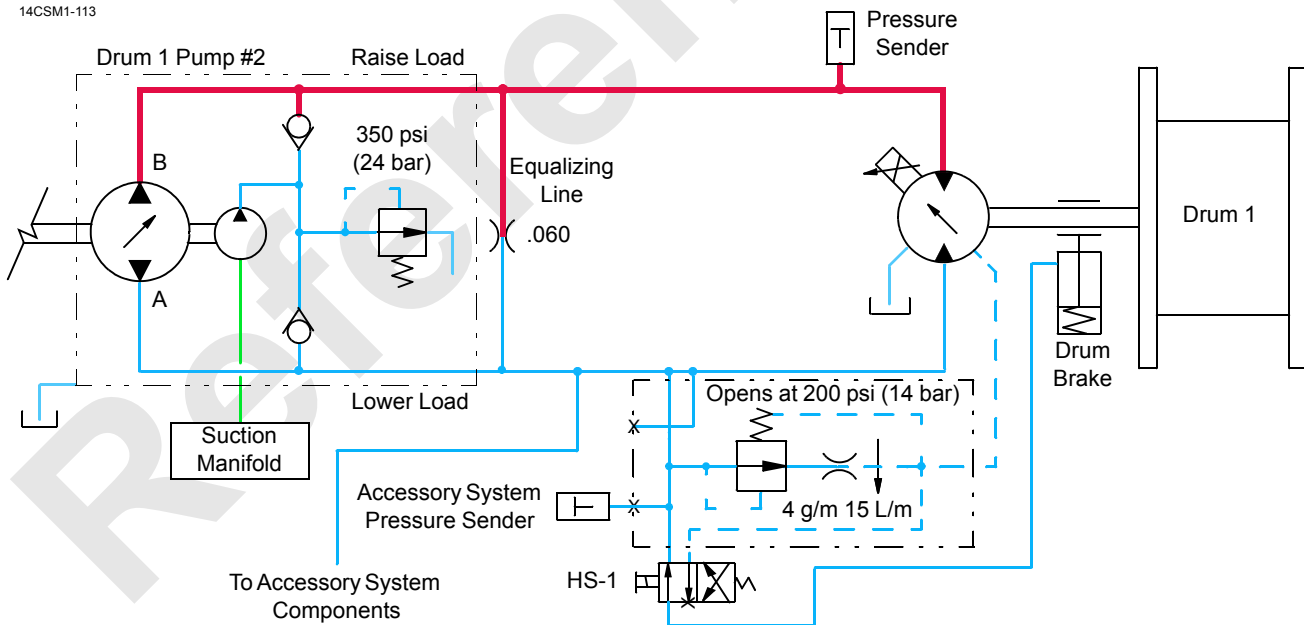 14CSM1-113
Pressure
Sender
Drum 1 Pump #2
Raise Load
350 psi
(24 bar)
B
Equalizing
Line
.060
Drum 1
A
Drum
Brake
Lower Load
Opens at 200 psi (14 bar)
Suction
Manifold
X
Accessory System
Pressure Sender
X
4 g/m 15 L/m
HS-1
To Accessory System
Components
Referen